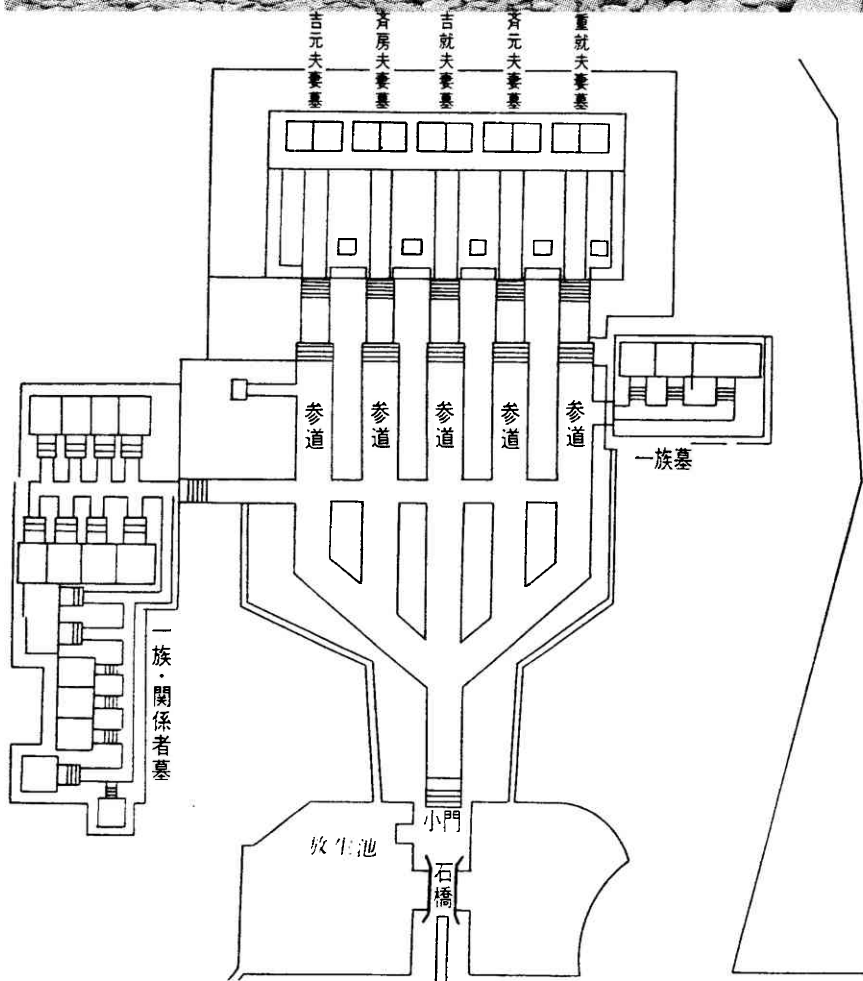 吉元夫妻墓
斉房夫妻墓
吉就夫妻墓
斉元夫妻墓
重就夫妻墓
参道
参道
参道
参道
参道
一族墓
一族・関係者墓
小門
放生池
石橋